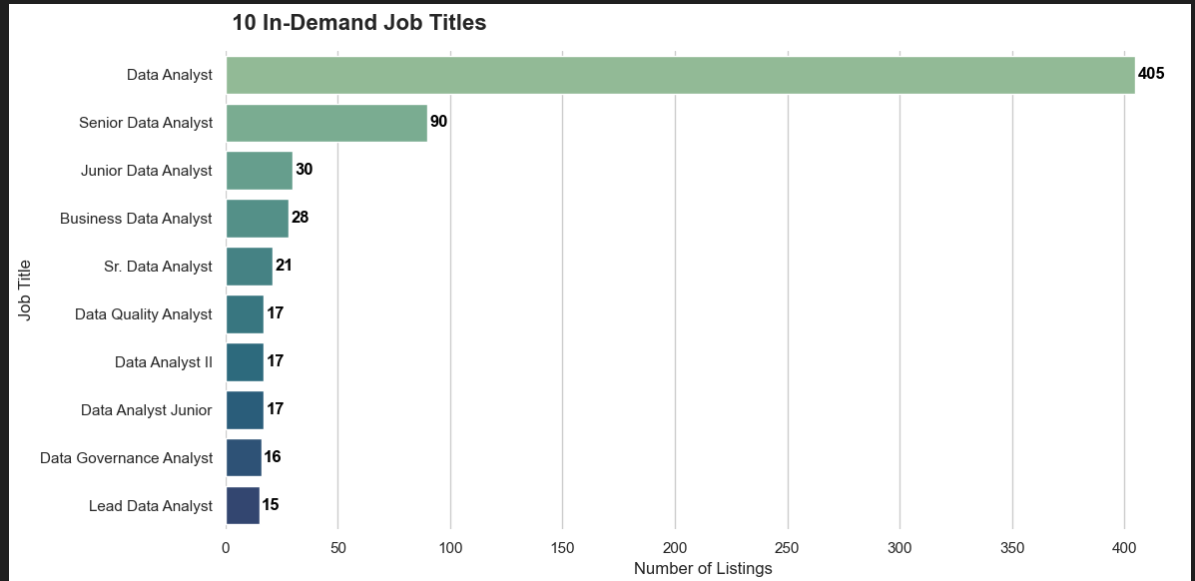 10 In-Demand Job Titles
Data Analyst 405
Senior Data Analyst 90
Junior Data Analyst 30
Business Data Analyst 28
Sr. Data Analyst 21
Data Quality Analyst 17
Data Analyst II 17
Data Analyst Junior 17
Data Governance Analyst 16
Lead Data Analyst 15
Job Title
0 50 100 150 200 250 300 350 400
Number of Listings